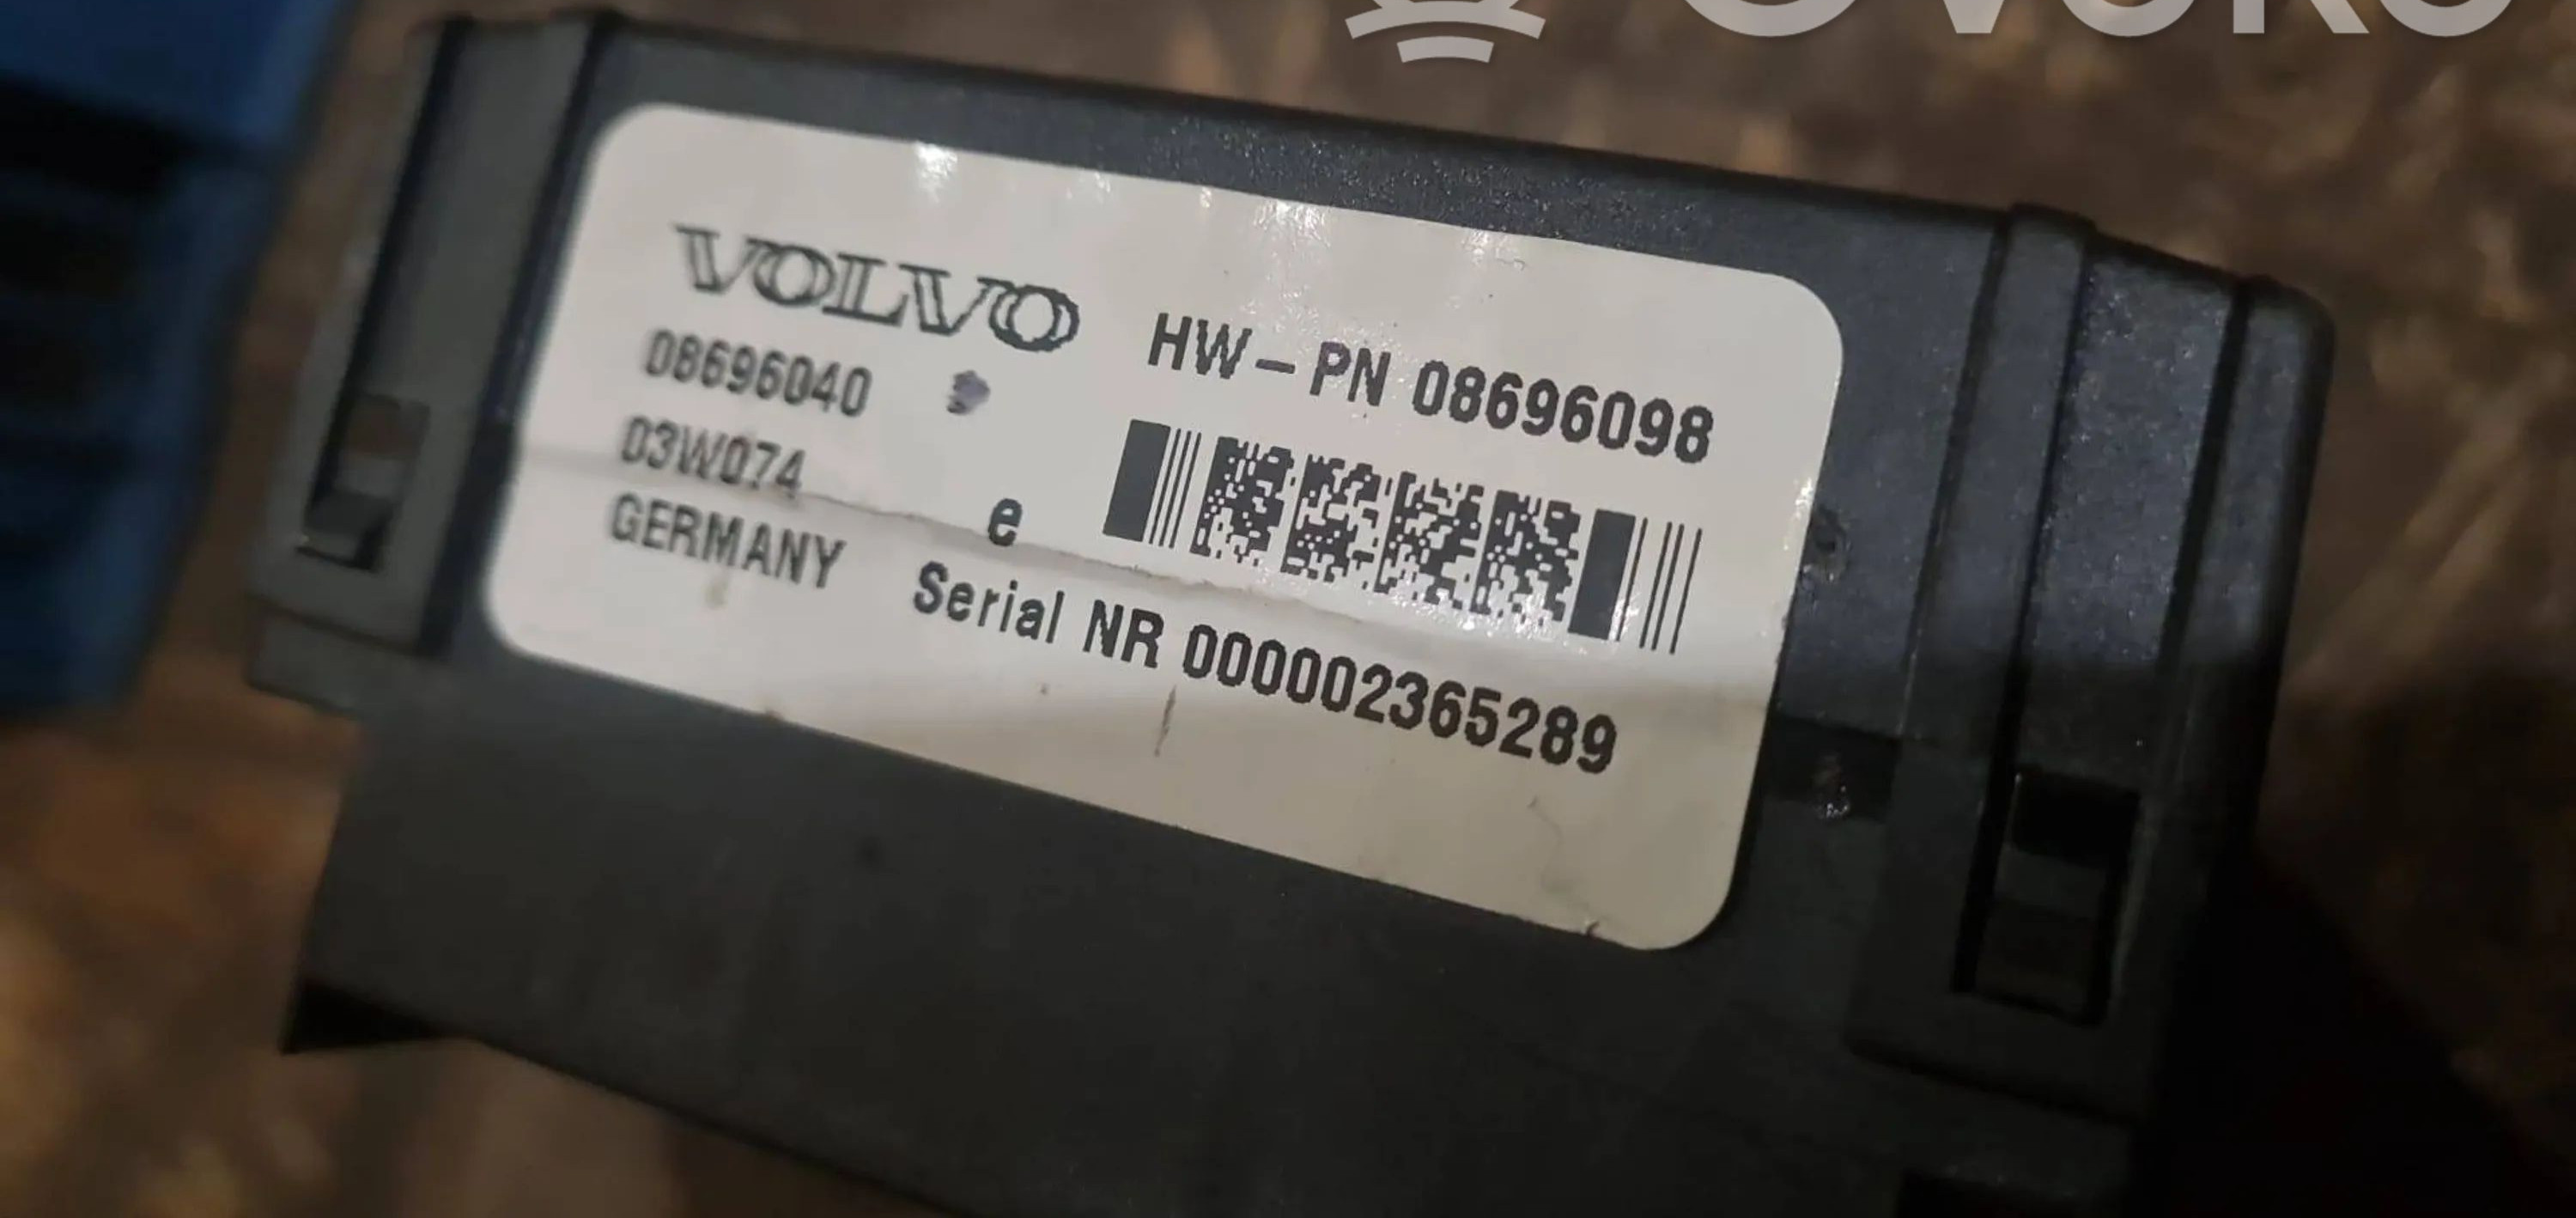 VOLVO
HW-PN 08696098
08696040
03W074
e
GERMANY
Serial NR 000002365289